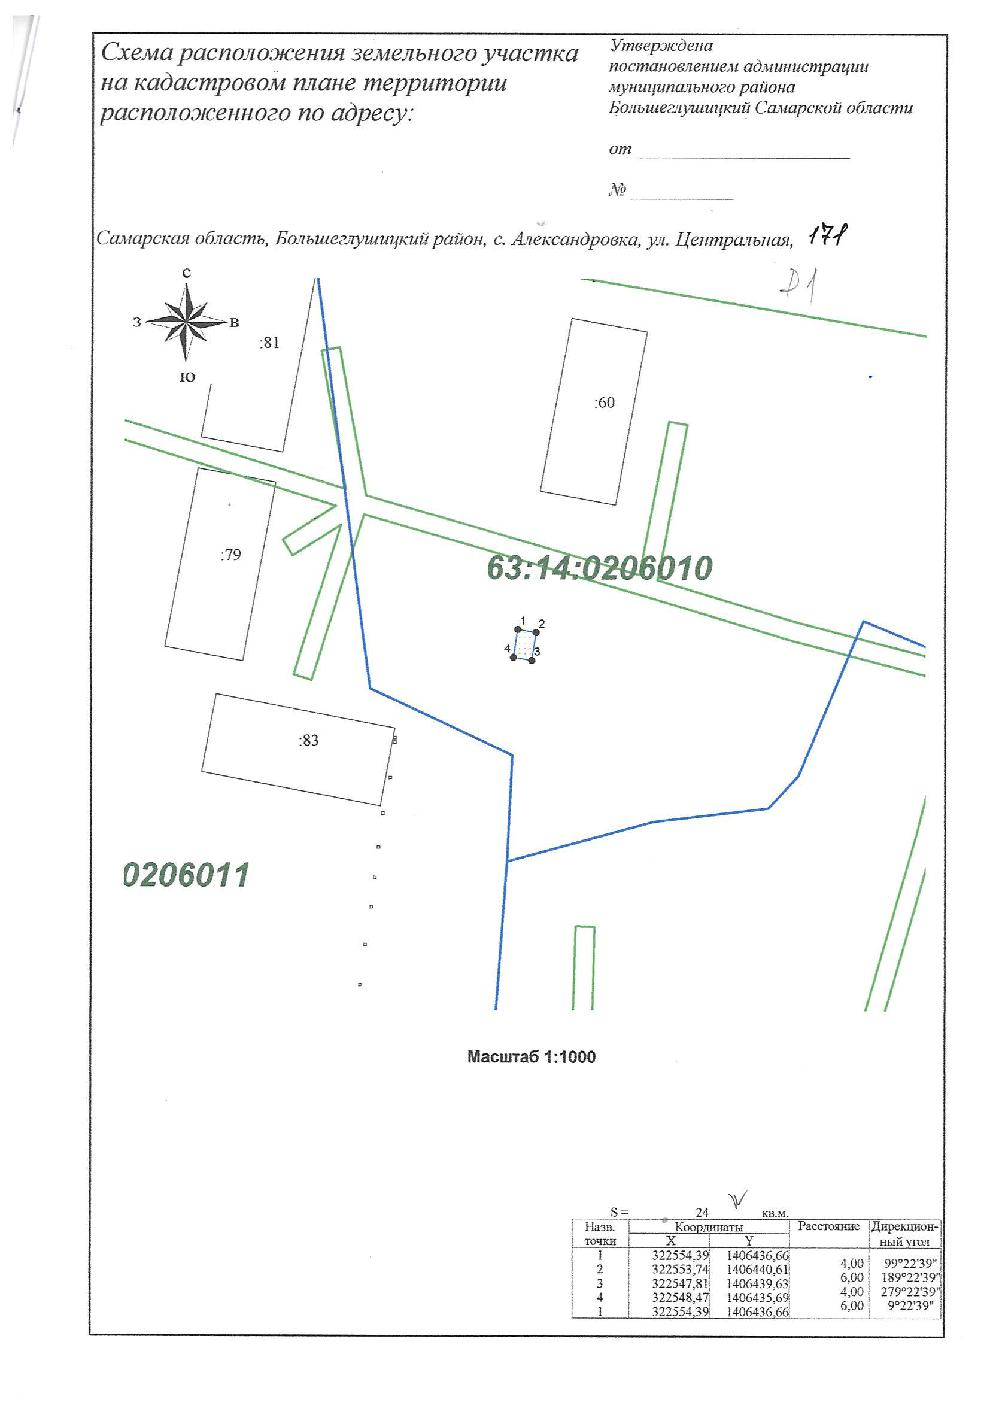 Схема расположения земельного участка
на кадастровом плане территории
расположенного по адресу:
Утверждена
постановлением администрации
муниципального района
Большеглушицкий Самарской области
от
№
Самарская область, Большеглушицкий район, с. Александровка, ул. Центральная, 171
С
З
В
Ю
:81
:60
:79
63:14:0206010
1
2
4
3
:83
0206011
Масштаб 1:1000
S = 24 кв.м.
Назв. точки Координаты Расстояние Дирекцион-ный угол
X Y
1 322554,39 1406436,66
4,00 99°22'39"
2 322553,74 1406440,61
6,00 189°22'39"
3 322547,81 1406439,63
4,00 279°22'39"
4 322548,47 1406435,69
6,00 9°22'39"
1 322554,39 1406436,66